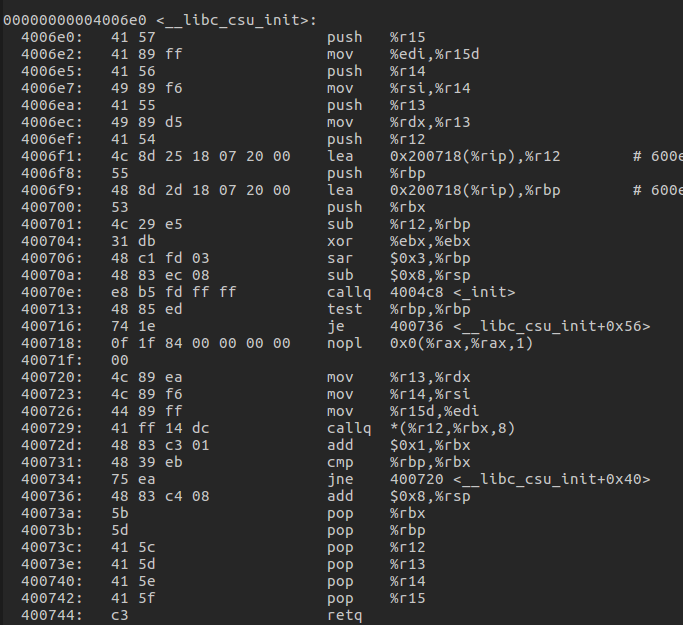 00000000004006e0 <__libc_csu_init>:
4006e0: 41 57 push %r15
4006e2: 41 89 ff mov %edi,%r15d
4006e5: 41 56 push %r14
4006e7: 49 89 f6 mov %rsi,%r14
4006ea: 41 55 push %r13
4006ec: 49 89 d5 mov %rdx,%r13
4006ef: 41 54 push %r12
4006f1: 4c 8d 25 18 07 20 00 lea 0x200718(%rip),%r12 # 600e
4006f8: 55 push %rbp
4006f9: 48 8d 2d 18 07 20 00 lea 0x200718(%rip),%rbp # 600e
400700: 53 push %rbx
400701: 4c 29 e5 sub %r12,%rbp
400704: 31 db xor %ebx,%ebx
400706: 48 c1 fd 03 sar $0x3,%rbp
40070a: 48 83 ec 08 sub $0x8,%rsp
40070e: e8 b5 fd ff ff callq 4004c8 <_init>
400713: 48 85 ed test %rbp,%rbp
400716: 74 1e je 400736 <__libc_csu_init+0x56>
400718: 0f 1f 84 00 00 00 00 nopl 0x0(%rax,%rax,1)
40071f: 00
400720: 4c 89 ea mov %r13,%rdx
400723: 4c 89 f6 mov %r14,%rsi
400726: 44 89 ff mov %r15d,%edi
400729: 41 ff 14 dc callq *(%r12,%rbx,8)
40072d: 48 83 c3 01 add $0x1,%rbx
400731: 48 39 eb cmp %rbp,%rbx
400734: 75 ea jne 400720 <__libc_csu_init+0x40>
400736: 48 83 c4 08 add $0x8,%rsp
40073a: 5b pop %rbx
40073b: 5d pop %rbp
40073c: 41 5c pop %r12
40073e: 41 5d pop %r13
400740: 41 5e pop %r14
400742: 41 5f pop %r15
400744: c3 retq